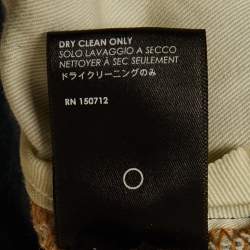 DRY CLEAN ONLY
SOLO LAVAGGIO A SECCO
NETTOYER À SEC SEULEMENT
ドライクリーニングのみ
RN 150712